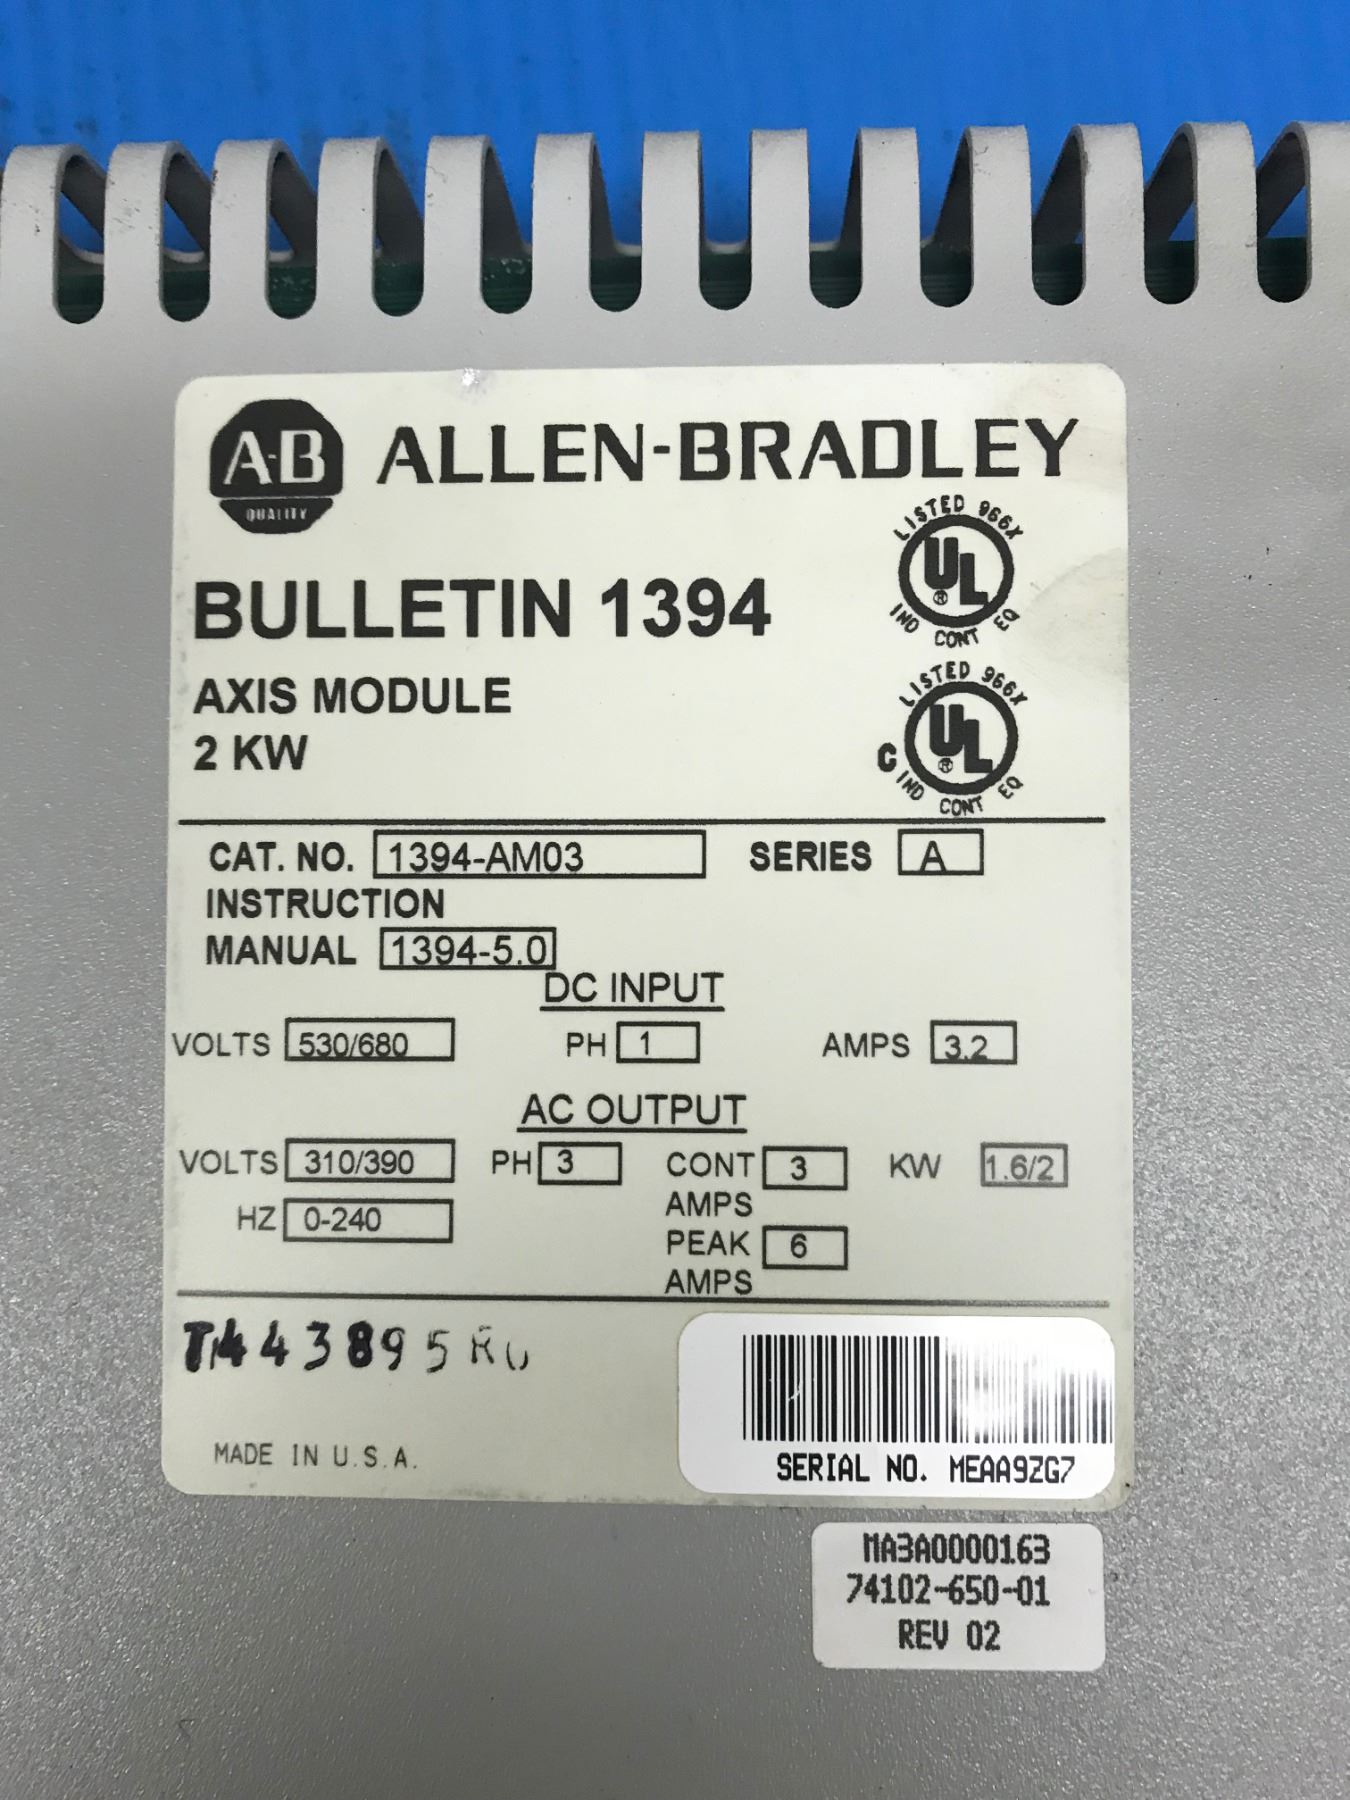 A-B ALLEN-BRADLEY
QUALITY
LISTED 966X
UL ®
IND CONT EQ
BULLETIN 1394
AXIS MODULE
2 KW
LISTED 966X
C UL ®
IND CONT EQ
CAT. NO. 1394-AM03 SERIES A
INSTRUCTION
MANUAL 1394-5.0
DC INPUT
VOLTS 530/680 PH 1 AMPS 3.2
AC OUTPUT
VOLTS 310/390 PH 3 CONT AMPS 3 KW 1.6/2
HZ 0-240
PEAK AMPS 6
MADE IN U.S.A.
SERIAL NO. MEAA9ZG7
MA3A0000163
74102-650-01
REV 02